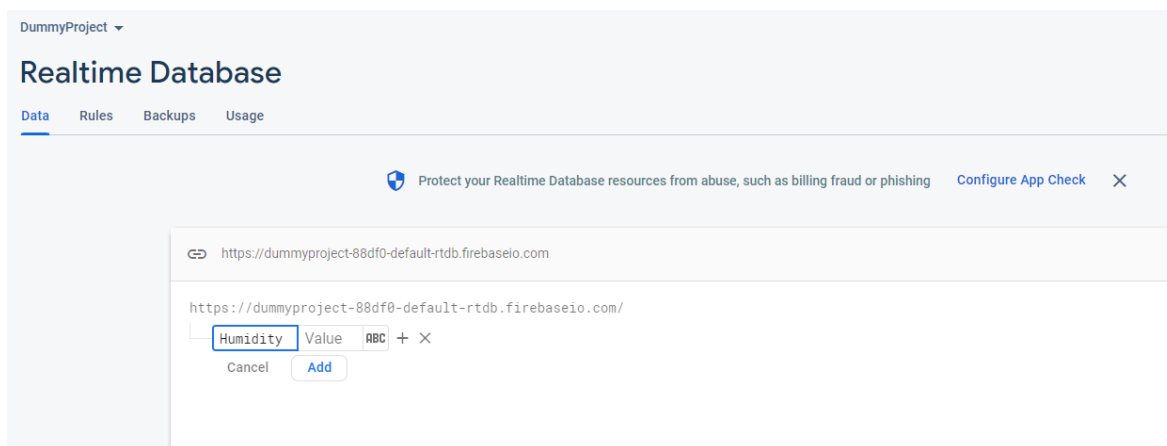 DummyProject
Realtime Database
Data Rules Backups Usage
Protect your Realtime Database resources from abuse, such as billing fraud or phishing Configure App Check
https://dummyproject-88df0-default-rtdb.firebaseio.com
https://dummyproject-88df0-default-rtdb.firebaseio.com/
Humidity Value ABC
Cancel Add